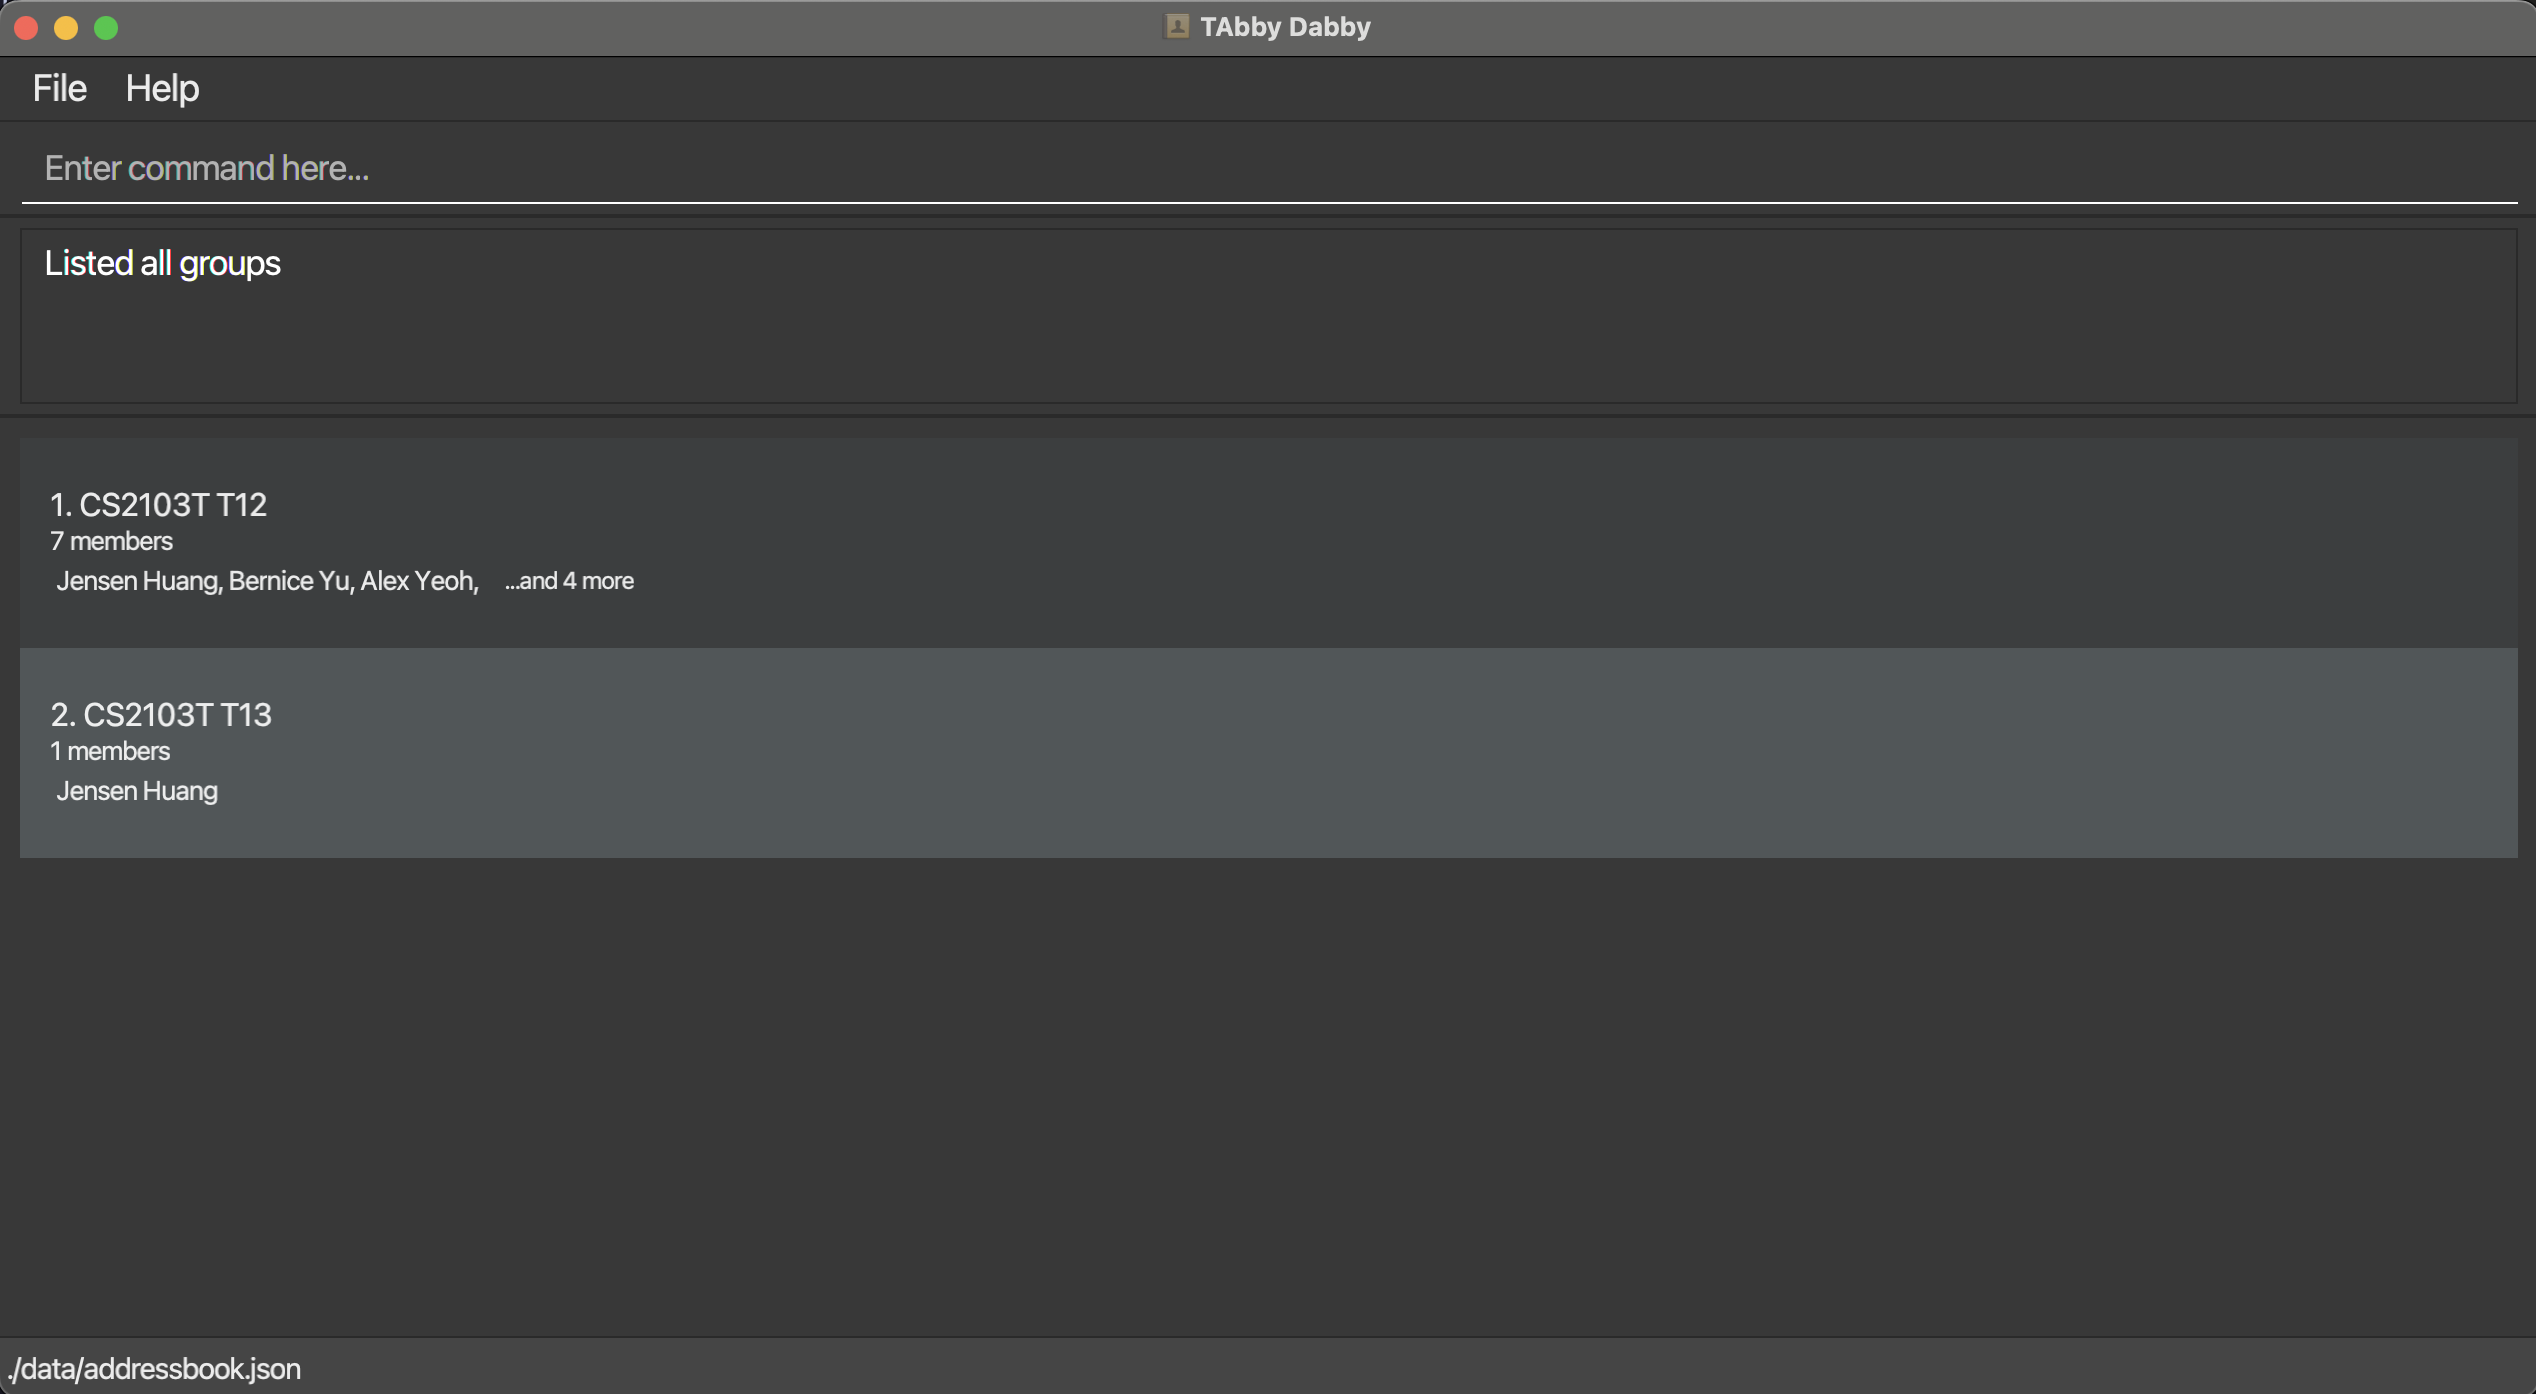 TAbby Dabby
File Help
Enter command here...
Listed all groups
1. CS2103T T12
7 members
Jensen Huang, Bernice Yu, Alex Yeoh, ...and 4 more
2. CS2103T T13
1 members
Jensen Huang
./data/addressbook.json